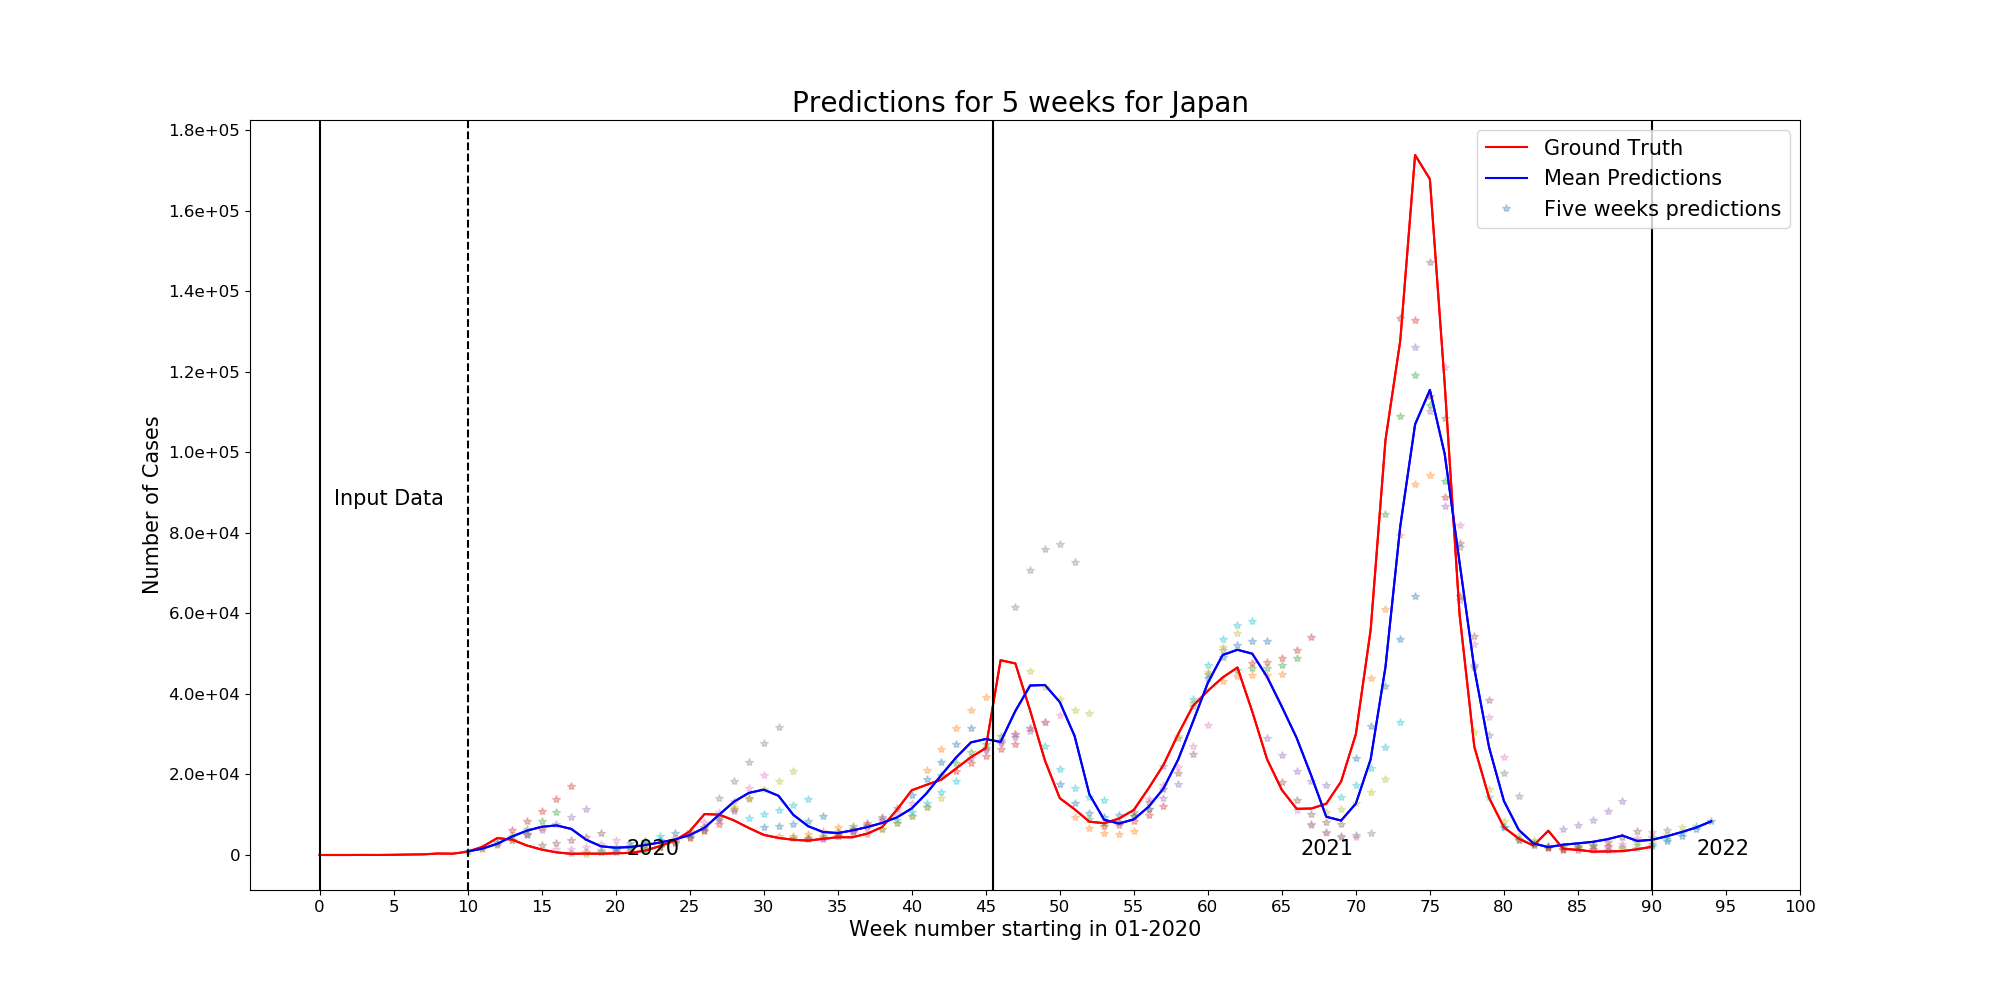 Predictions for 5 weeks for Japan
1.8e+05
1.6e+05
1.4e+05
1.2e+05
1.0e+05
8.0e+04
6.0e+04
4.0e+04
2.0e+04
0
Number of Cases
Ground Truth
Mean Predictions
Five weeks predictions
Input Data
2020
2021
2022
0 5 10 15 20 25 30 35 40 45 50 55 60 65 70 75 80 85 90 95 100
Week number starting in 01-2020